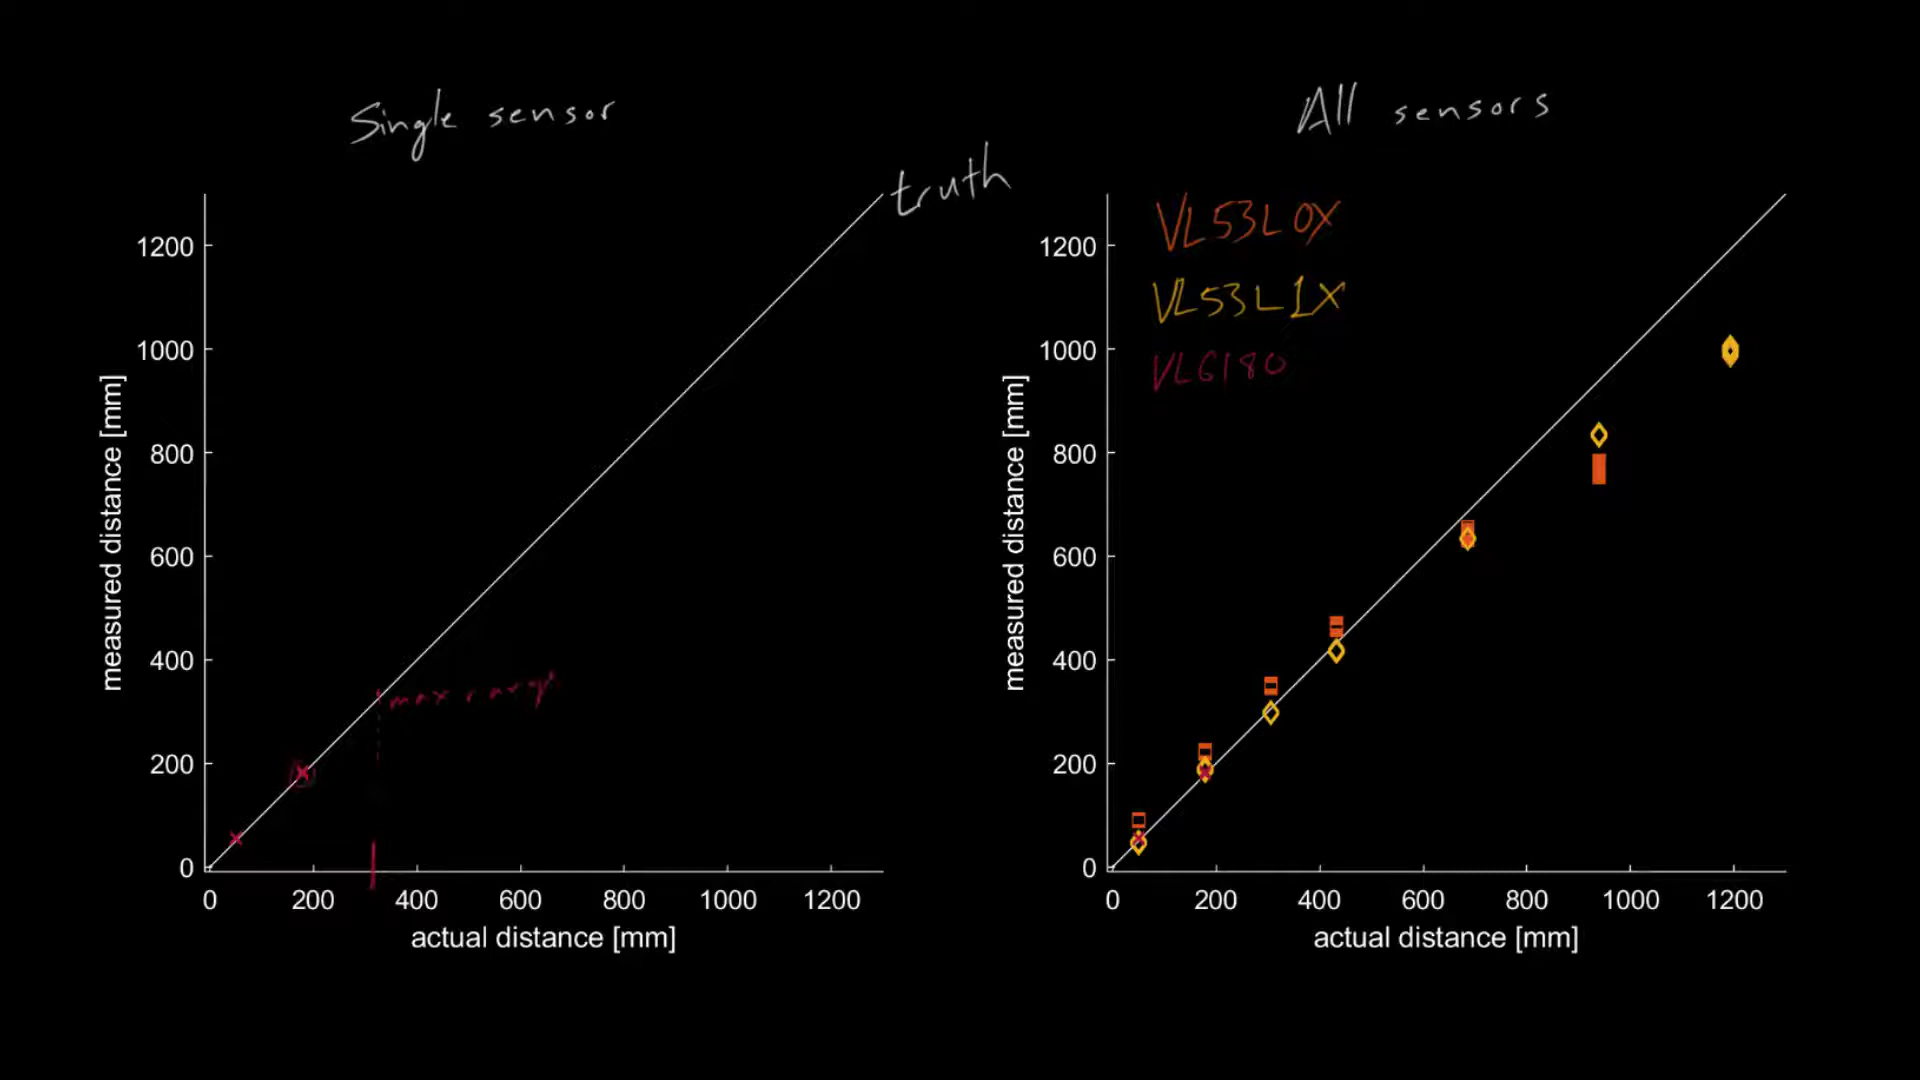 Single sensor
truth
1200
1000
800
600
400
200
0
measured distance [mm]
max range
0 200 400 600 800 1000 1200
actual distance [mm]
All sensors
VL53L0X
VL53L1X
VL6180
1200
1000
800
600
400
200
0
measured distance [mm]
0 200 400 600 800 1000 1200
actual distance [mm]